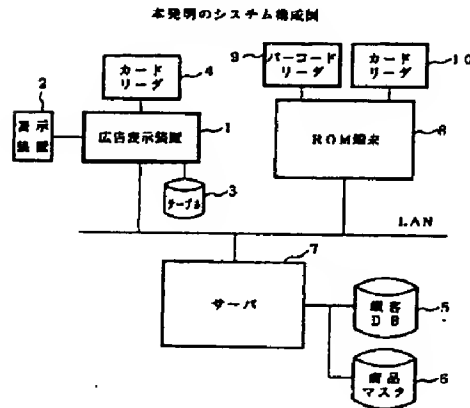 本発明のシステム構成図
9
バーコード
リーダ
カード
リーダ
10
カード
リーダ
4
2
表示
装置
広告表示装置
1
ROM端末
8
テーブル
3
LAN
7
サーバ
顧客
DB
5
商品
マスタ
6